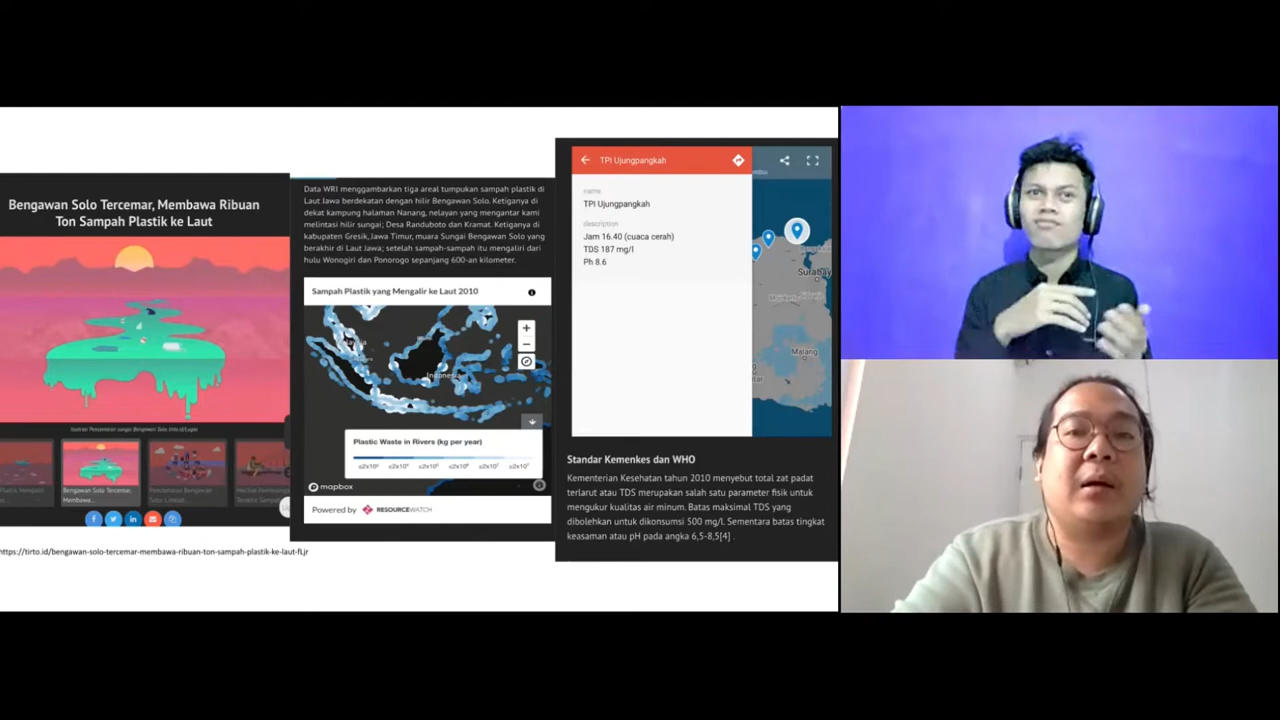 Bengawan Solo Tercemar, Membawa Ribuan
Ton Sampah Plastik ke Laut
Bengawan Solo Tercemar,
Membawa...
https://tirto.id/bengawan-solo-tercemar-membawa-ribuan-ton-sampah-plastik-ke-laut-fLjr
Data WRI menggambarkan tiga areal tumpukan sampah plastik di
Laut Jawa berdekatan dengan hilir Bengawan Solo. Ketiganya di
dekat kampung halaman Nanang, nelayan yang mengantar kami
melintasi hilir sungai; Desa Randuboto dan Kramat. Ketiganya di
kabupaten Gresik, Jawa Timur, muara Sungai Bengawan Solo yang
berakhir di Laut Jawa; setelah sampah-sampah itu mengaliri dari
hulu Wonogiri dan Ponorogo sepanjang 600-an kilometer.
Sampah Plastik yang Mengalir ke Laut 2010
Indonesia
Plastic Waste in Rivers (kg per year)
mapbox
Powered by RESOURCEWATCH
TPI Ujungpangkah
name
TPI Ujungpangkah
description
Jam 16.40 (cuaca cerah)
TDS 187 mg/l
Ph 8.6
Surabay
Malang
Standar Kemenkes dan WHO
Kementerian Kesehatan tahun 2010 menyebut total zat padat
terlarut atau TDS merupakan salah satu parameter fisik untuk
mengukur kualitas air minum. Batas maksimal TDS yang
dibolehkan untuk dikonsumsi 500 mg/l. Sementara batas tingkat
keasaman atau pH pada angka 6,5-8,5[4] .